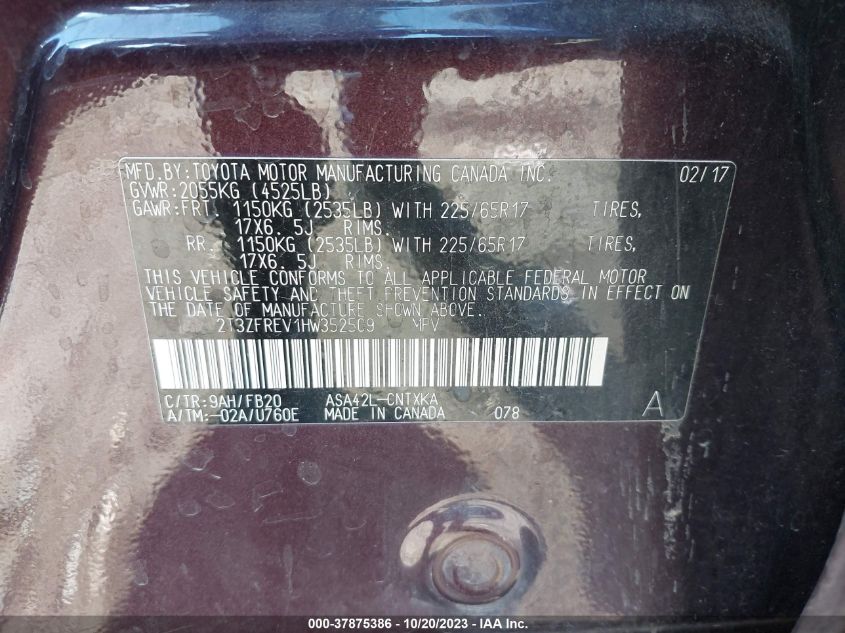 MFD.BY:TOYOTA MOTOR MANUFACTURING CANADA INC. 02/17
GVWR:2055KG (4525LB)
GAWR:FRT. 1150KG (2535LB) WITH 225/65R17 TIRES,
17X6.5J RIMS.
RR. 1150KG (2535LB) WITH 225/65R17 TIRES,
17X6.5J RIMS.
THIS VEHICLE CONFORMS TO ALL APPLICABLE FEDERAL MOTOR
VEHICLE SAFETY AND THEFT PREVENTION STANDARDS IN EFFECT ON
THE DATE OF MANUFACTURE SHOWN ABOVE.
2T3ZFREV1HW3525C9 MPV
C/TR:9AH/FB20 ASA42L-CNTXKA
A/TM:-02A/U760E MADE IN CANADA 078 A
000-37875386 - 10/20/2023 - IAA Inc.